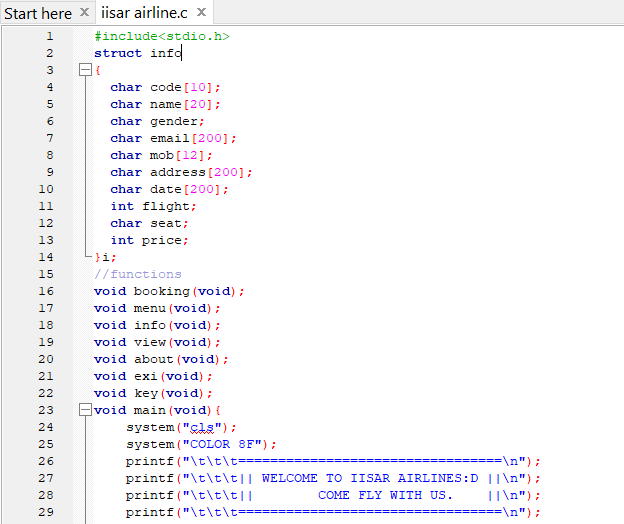 Start here × iisar airline.c ×
1 #include<stdio.h>
2 struct info
3 {
4 char code[10];
5 char name[20];
6 char gender;
7 char email[200];
8 char mob[12];
9 char address[200];
10 char date[200];
11 int flight;
12 char seat;
13 int price;
14 }i;
15 //functions
16 void booking(void);
17 void menu(void);
18 void info(void);
19 void view(void);
20 void about(void);
21 void exi(void);
22 void key(void);
23 void main(void){
24 system("cls");
25 system("COLOR 8F");
26 printf("\t\t\t=================================\n");
27 printf("\t\t\t|| WELCOME TO IISAR AIRLINES:D ||\n");
28 printf("\t\t\t||        COME FLY WITH US.    ||\n");
29 printf("\t\t\t=================================\n");